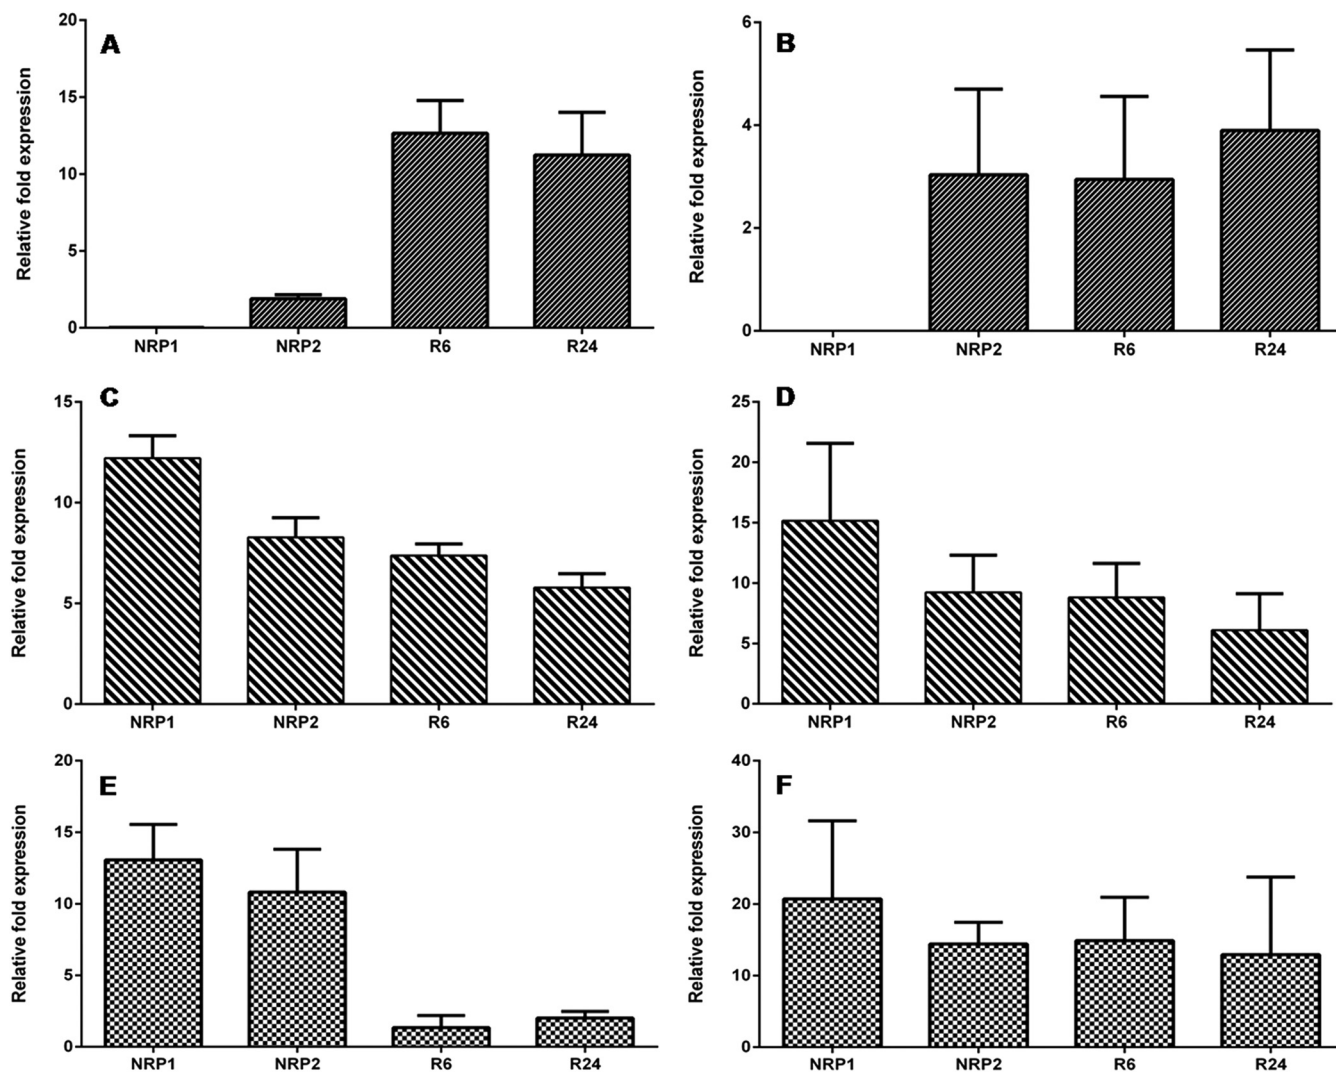 A
Relative fold expression
20
15
10
5
0
NRP1 NRP2 R6 R24
B
Relative fold expression
6
4
2
0
NRP1 NRP2 R6 R24
C
Relative fold expression
15
10
5
0
NRP1 NRP2 R6 R24
D
Relative fold expression
25
20
15
10
5
0
NRP1 NRP2 R6 R24
E
Relative fold expression
20
15
10
5
0
NRP1 NRP2 R6 R24
F
Relative fold expression
40
30
20
10
0
NRP1 NRP2 R6 R24